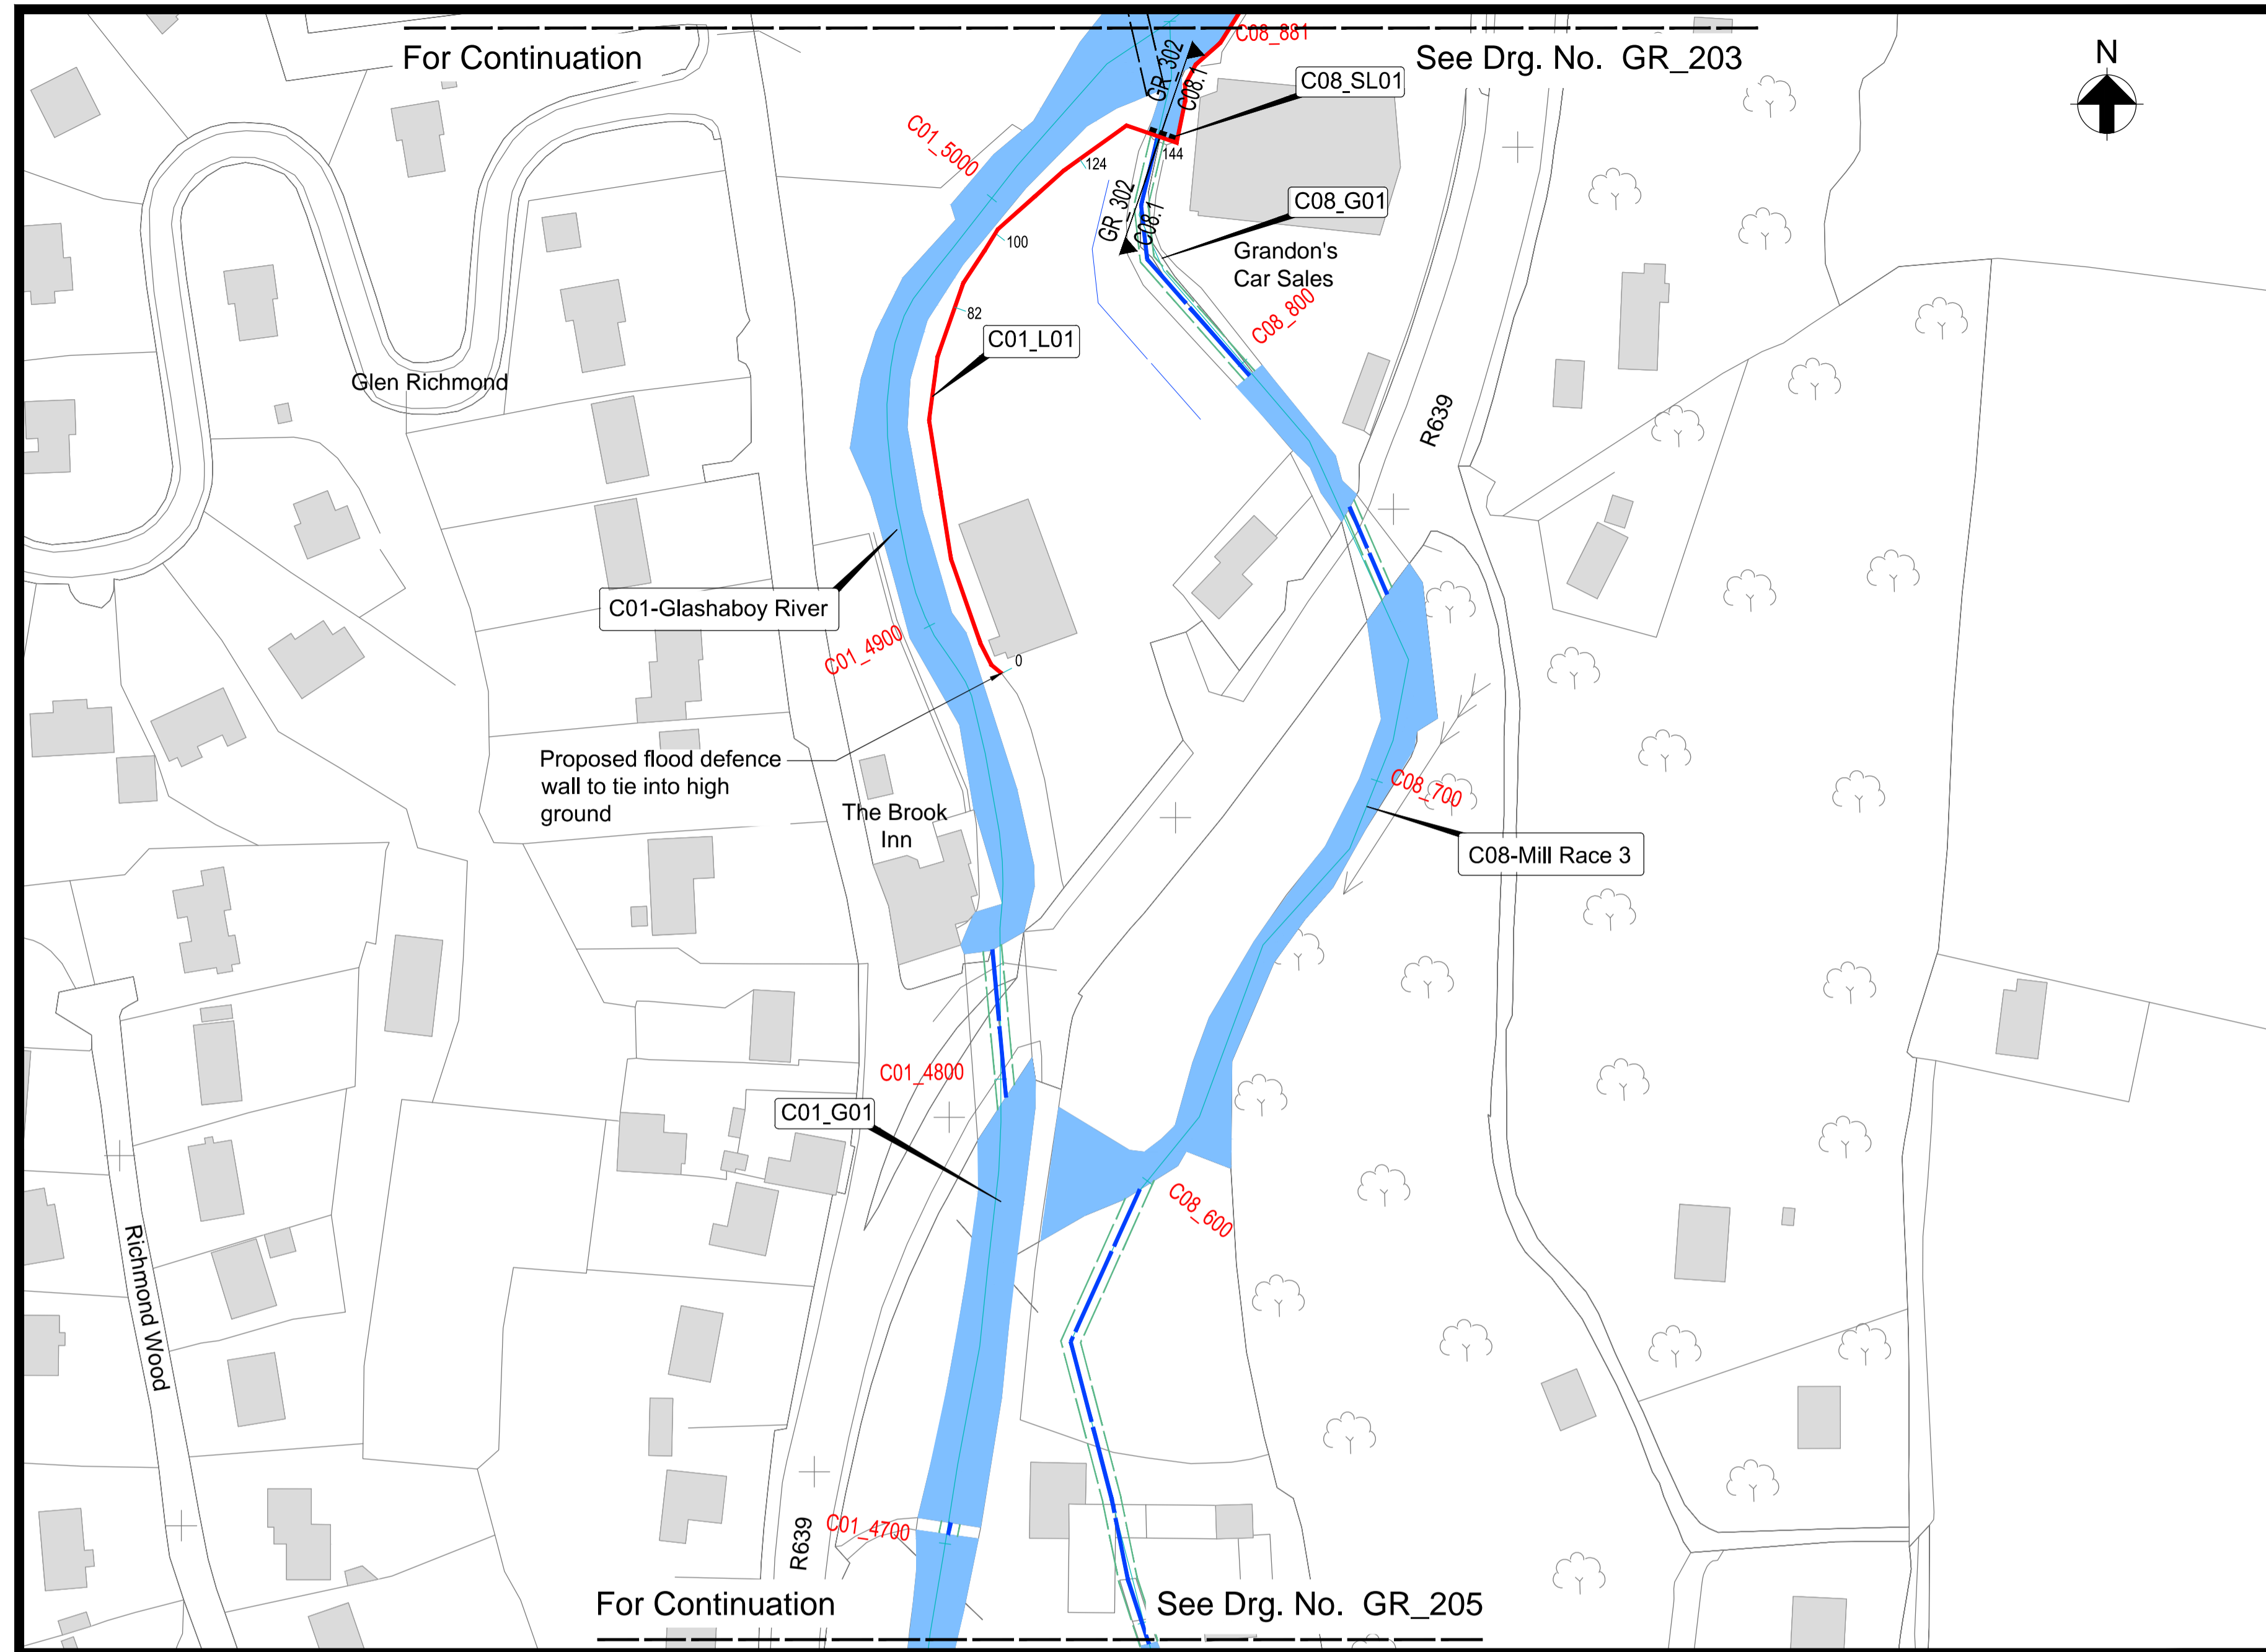 C08_881
For Continuation
See Drg. No. GR_203
N
GR_302
C08.1
C08_SL01
C01_5000
124
144
GR_302
C08.1
C08_G01
100
Grandon's
Car Sales
82
C08_800
C01_L01
Glen Richmond
R639
C01-Glashaboy River
C01_4900
0
Proposed flood defence
wall to tie into high
ground
C08_700
The Brook
Inn
C08-Mill Race 3
C01_4800
C01_G01
C08_600
Richmond Wood
R639
C01_4700
For Continuation
See Drg. No. GR_205